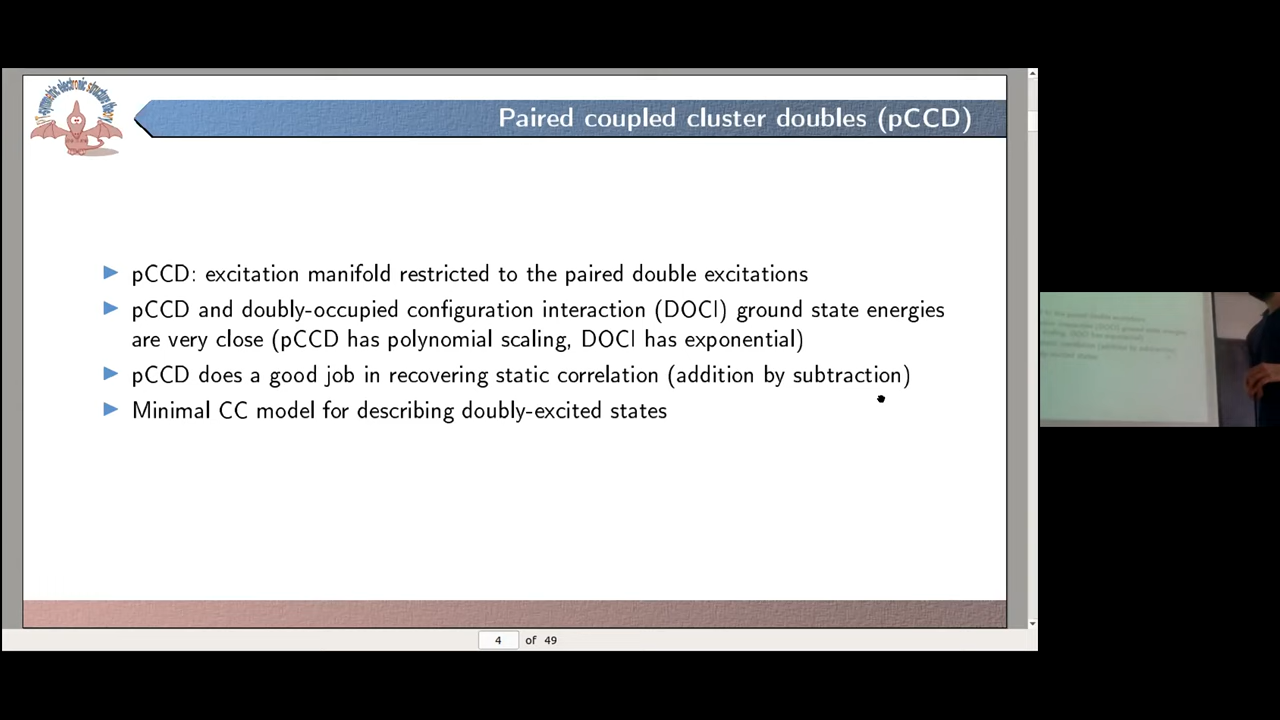 Paired coupled cluster doubles (pCCD)
pCCD: excitation manifold restricted to the paired double excitations
pCCD and doubly-occupied configuration interaction (DOCI) ground state energies
are very close (pCCD has polynomial scaling, DOCI has exponential)
pCCD does a good job in recovering static correlation (addition by subtraction)
Minimal CC model for describing doubly-excited states
4 of 49